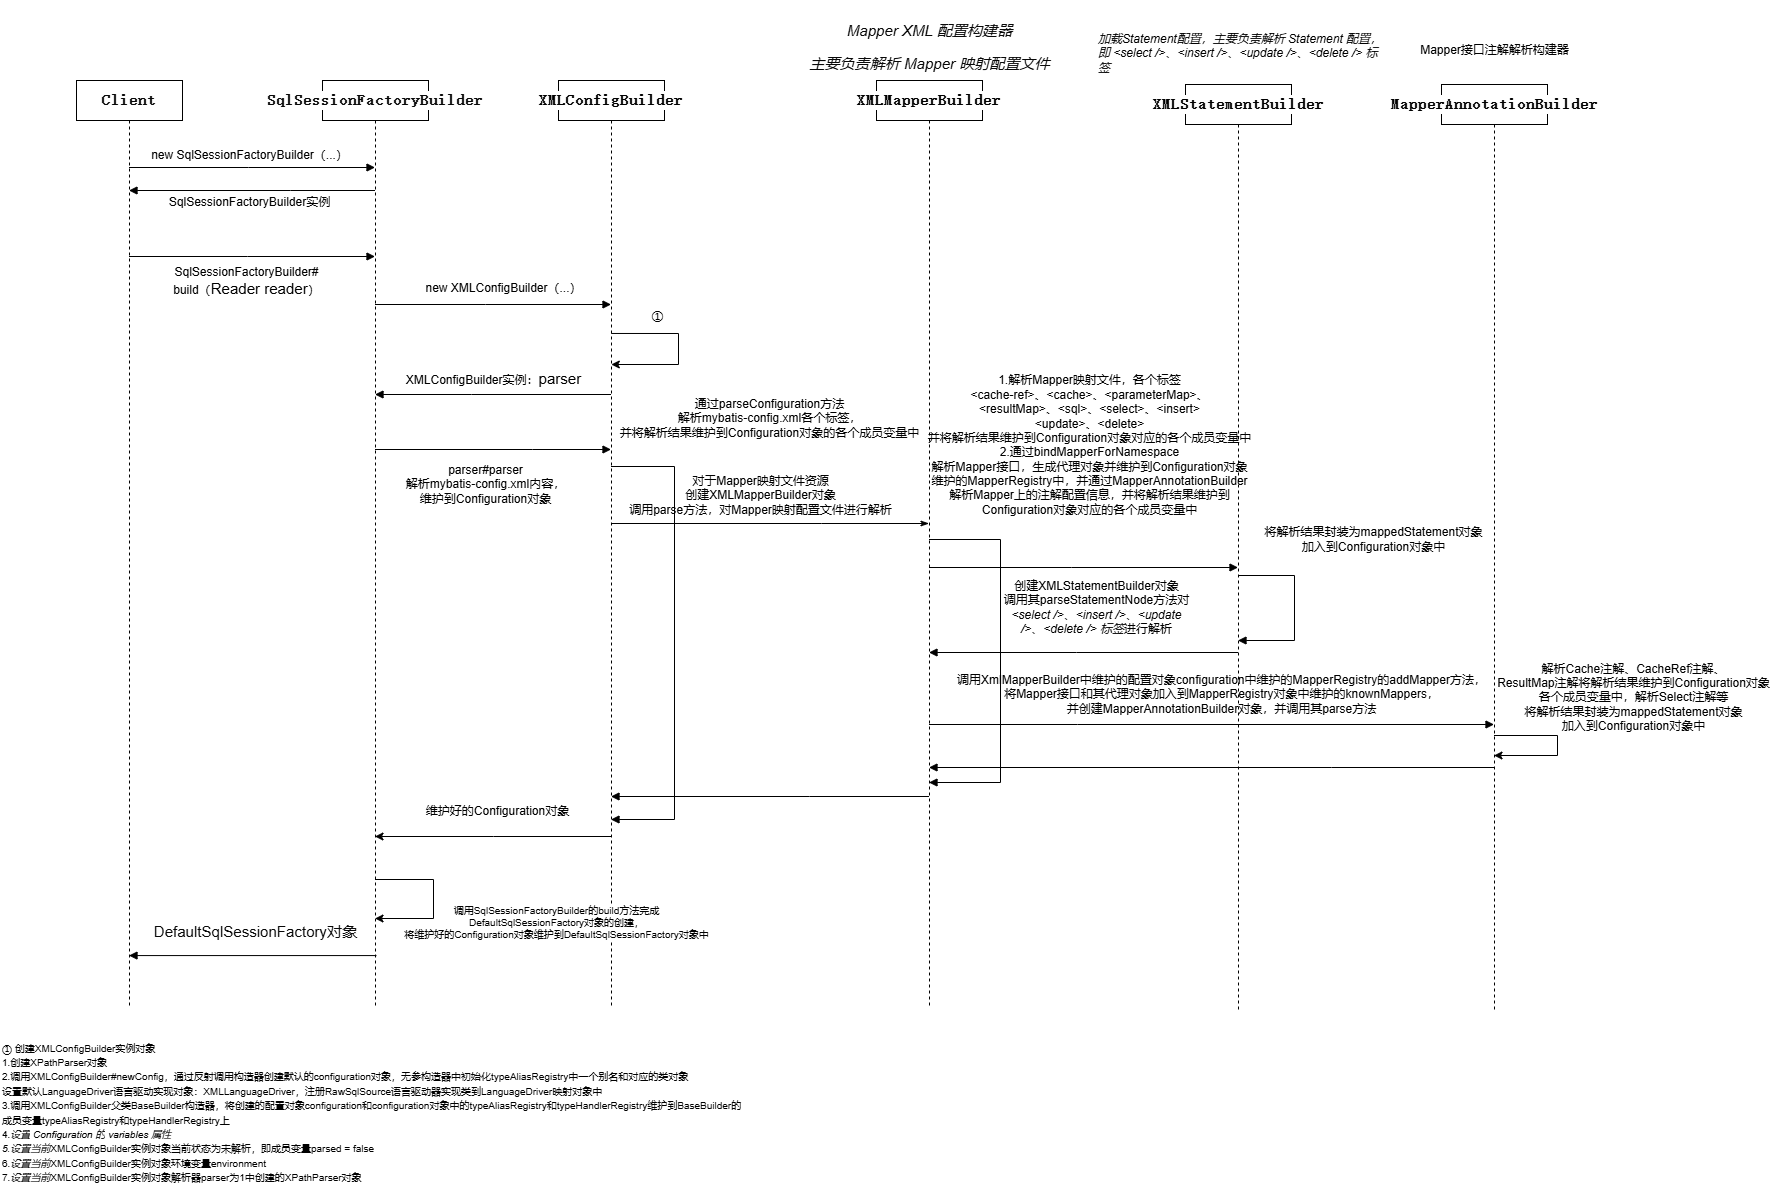 Mapper XML 配置构建器
主要负责解析 Mapper 映射配置文件
加载Statement配置，主要负责解析 Statement 配置，
即 <select />、<insert />、<update />、<delete /> 标
签
Mapper接口注解解析构建器
Client
SqlSessionFactoryBuilder
XMLConfigBuilder
XMLMapperBuilder
XMLStatementBuilder
MapperAnnotationBuilder
new SqlSessionFactoryBuilder（...）
SqlSessionFactoryBuilder实例
SqlSessionFactoryBuilder#
build（Reader reader）
new XMLConfigBuilder（...）
①
XMLConfigBuilder实例：parser
通过parseConfiguration方法
解析mybatis-config.xml各个标签，
并将解析结果维护到Configuration对象的各个成员变量中
1.解析Mapper映射文件，各个标签
<cache-ref>、<cache>、<parameterMap>、
<resultMap>、<sql>、<select>、<insert>
<update>、<delete>
并将解析结果维护到Configuration对象对应的各个成员变量中
2.通过bindMapperForNamespace
解析Mapper接口，生成代理对象并维护到Configuration对象
维护的MapperRegistry中，并通过MapperAnnotationBuilder
解析Mapper上的注解配置信息，并将解析结果维护到
Configuration对象对应的各个成员变量中
parser#parser
解析mybatis-config.xml内容，
维护到Configuration对象
对于Mapper映射文件资源
创建XMLMapperBuilder对象
调用parse方法，对Mapper映射配置文件进行解析
将解析结果封装为mappedStatement对象
加入到Configuration对象中
创建XMLStatementBuilder对象
调用其parseStatementNode方法对
<select />、<insert />、<update
/>、<delete /> 标签进行解析
调用XmlMapperBuilder中维护的配置对象configuration中维护的MapperRegistry的addMapper方法，
将Mapper接口和其代理对象加入到MapperRegistry对象中维护的knownMappers，
并创建MapperAnnotationBuilder对象，并调用其parse方法
解析Cache注解、CacheRef注解、
ResultMap注解将解析结果维护到Configuration对象
各个成员变量中，解析Select注解等
将解析结果封装为mappedStatement对象
加入到Configuration对象中
维护好的Configuration对象
调用SqlSessionFactoryBuilder的build方法完成
DefaultSqlSessionFactory对象的创建，
将维护好的Configuration对象维护到DefaultSqlSessionFactory对象中
DefaultSqlSessionFactory对象
① 创建XMLConfigBuilder实例对象
1.创建XPathParser对象
2.调用XMLConfigBuilder#newConfig，通过反射调用构造器创建默认的configuration对象，无参构造器中初始化typeAliasRegistry中一个别名和对应的类对象
设置默认LanguageDriver语言驱动实现对象：XMLLanguageDriver，注册RawSqlSource语言驱动器实现类到LanguageDriver映射对象中
3.调用XMLConfigBuilder父类BaseBuilder构造器，将创建的配置对象configuration和configuration对象中的typeAliasRegistry和typeHandlerRegistry维护到BaseBuilder的
成员变量typeAliasRegistry和typeHandlerRegistry上
4.设置 Configuration 的 variables 属性
5.设置当前XMLConfigBuilder实例对象当前状态为未解析，即成员变量parsed = false
6.设置当前XMLConfigBuilder实例对象环境变量environment
7.设置当前XMLConfigBuilder实例对象解析器parser为1中创建的XPathParser对象